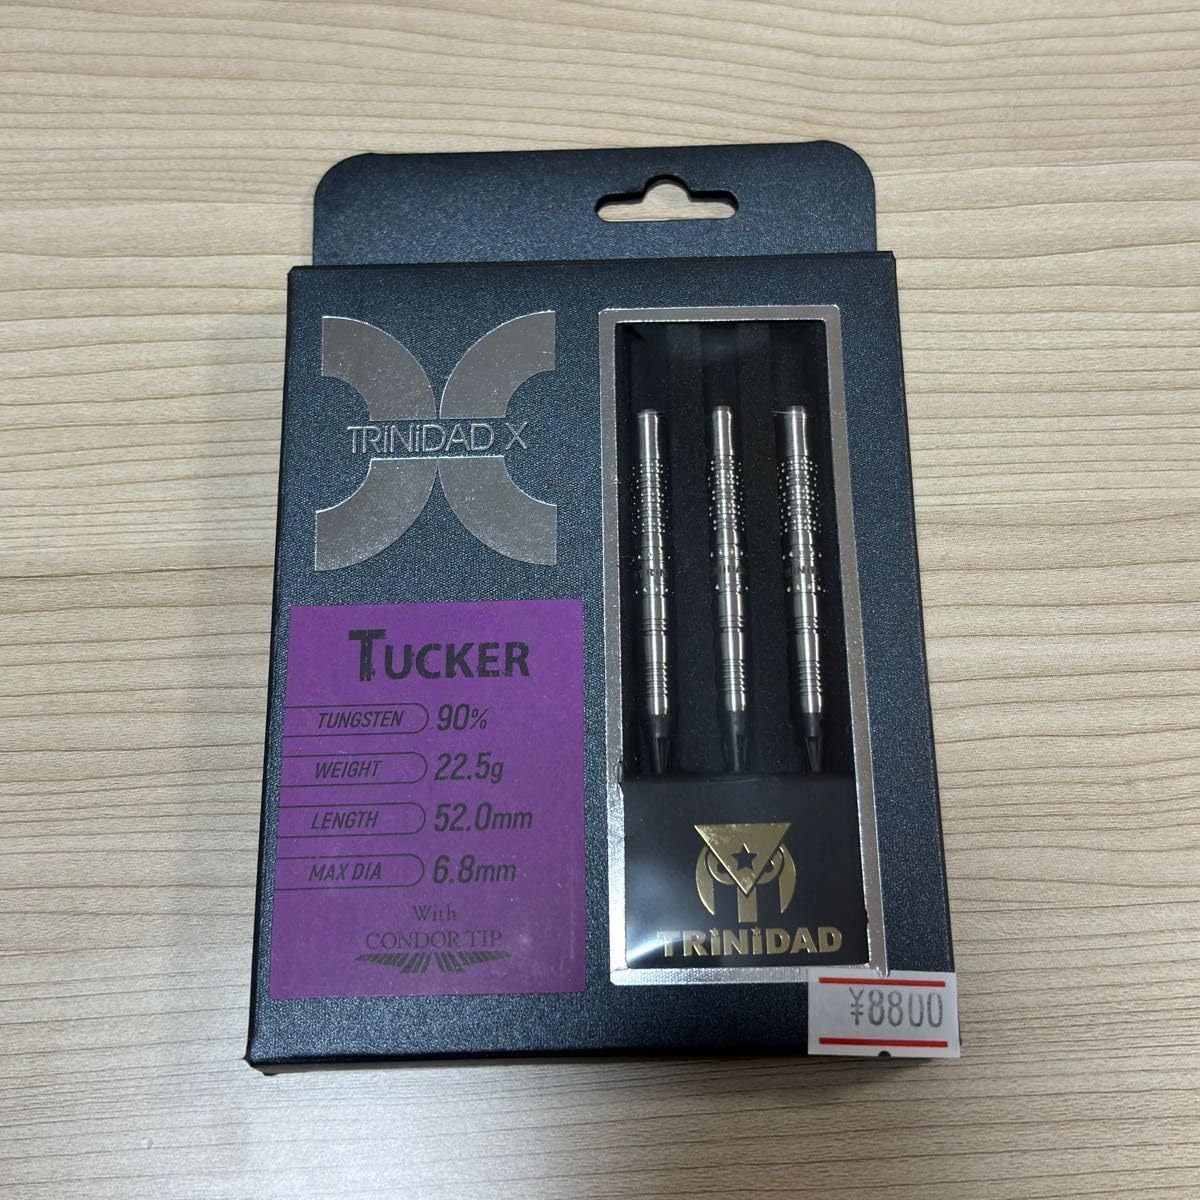 TRiNiDAD X
TUCKER
TUNGSTEN 90%
WEIGHT 22.5g
LENGTH 52.0mm
MAX DIA 6.8mm
With
CONDOR TIP
TRiNiDAD
¥8800